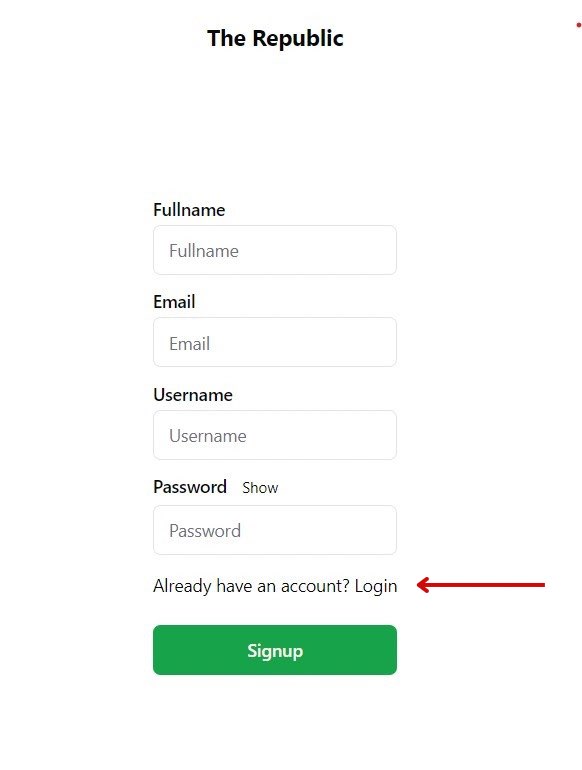 The Republic
Fullname
Fullname
Email
Email
Username
Username
Password Show
Password
Already have an account? Login
Signup